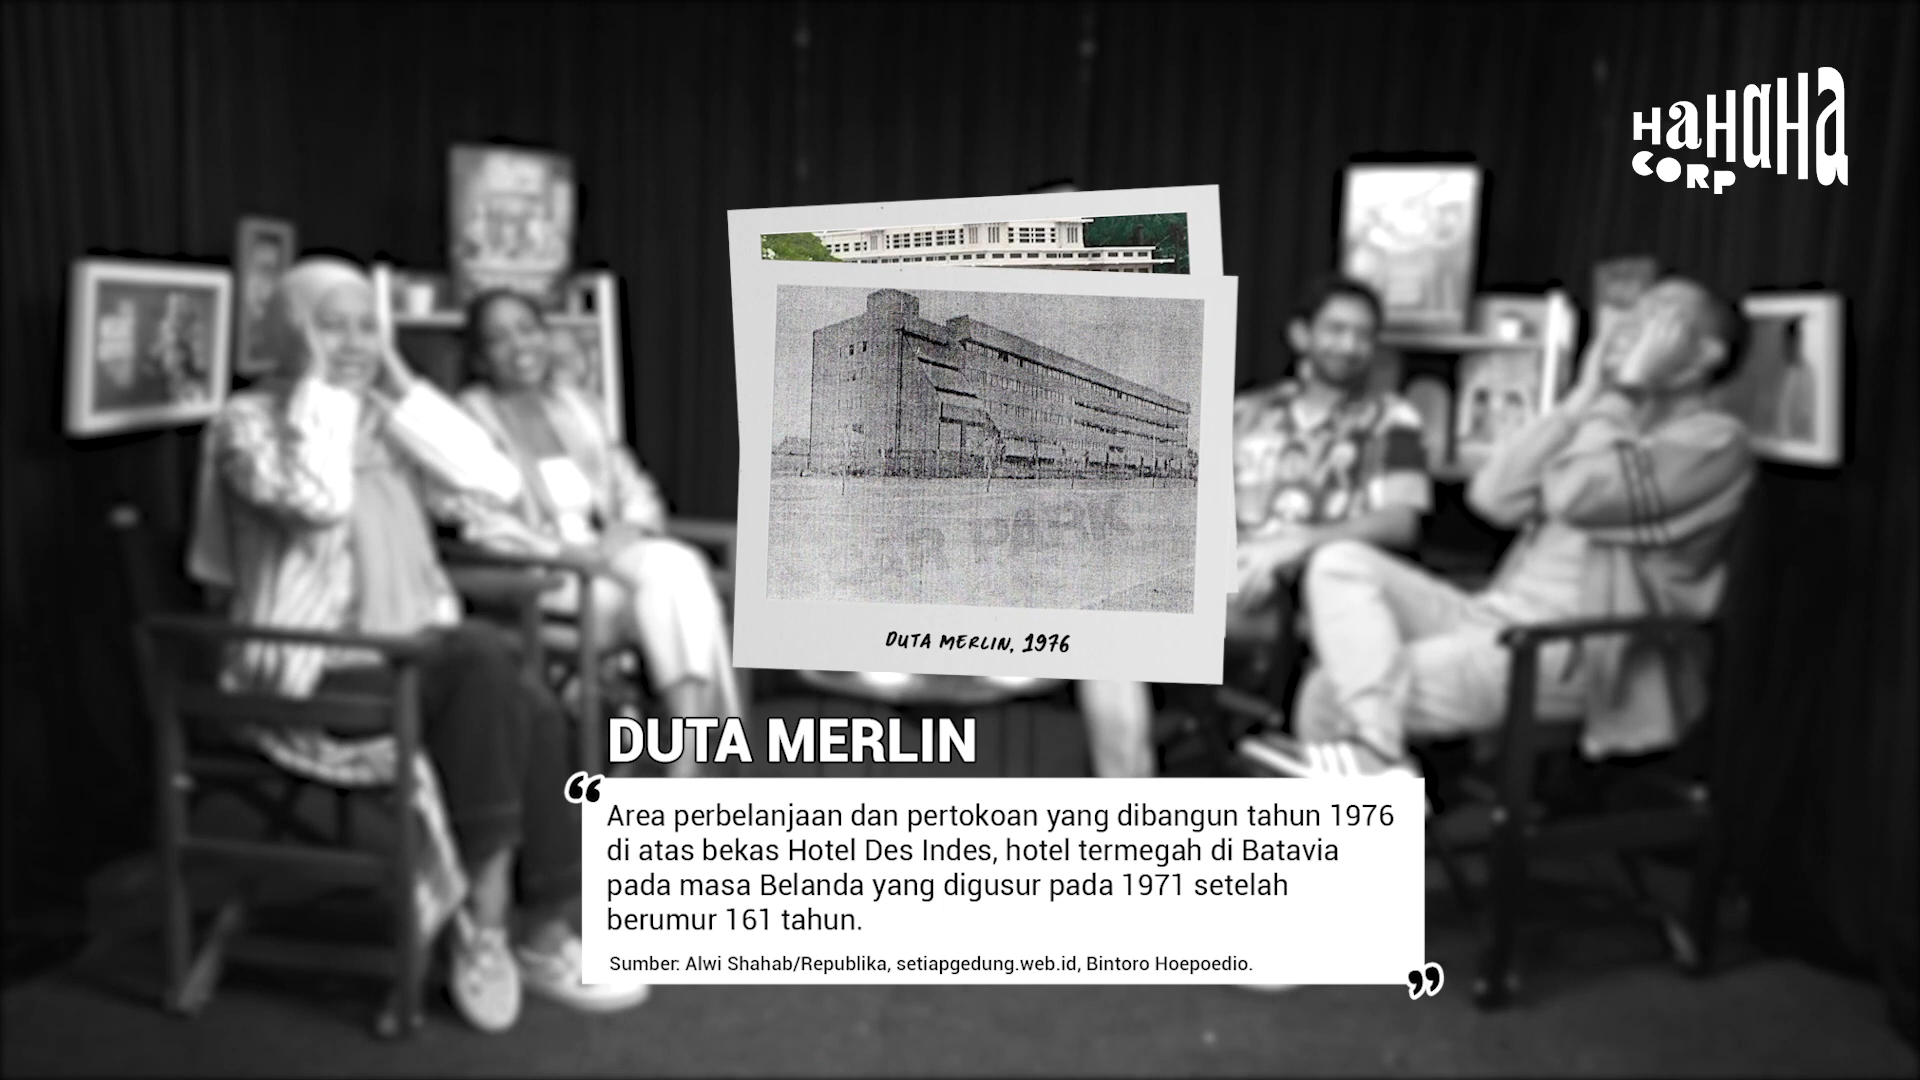 HaHaHa
CORP
CAR PARK
DUTA MERLIN, 1976
DUTA MERLIN
“Area perbelanjaan dan pertokoan yang dibangun tahun 1976
di atas bekas Hotel Des Indes, hotel termegah di Batavia
pada masa Belanda yang digusur pada 1971 setelah
berumur 161 tahun.
Sumber: Alwi Shahab/Republika, setiapgedung.web.id, Bintoro Hoepoedio.”